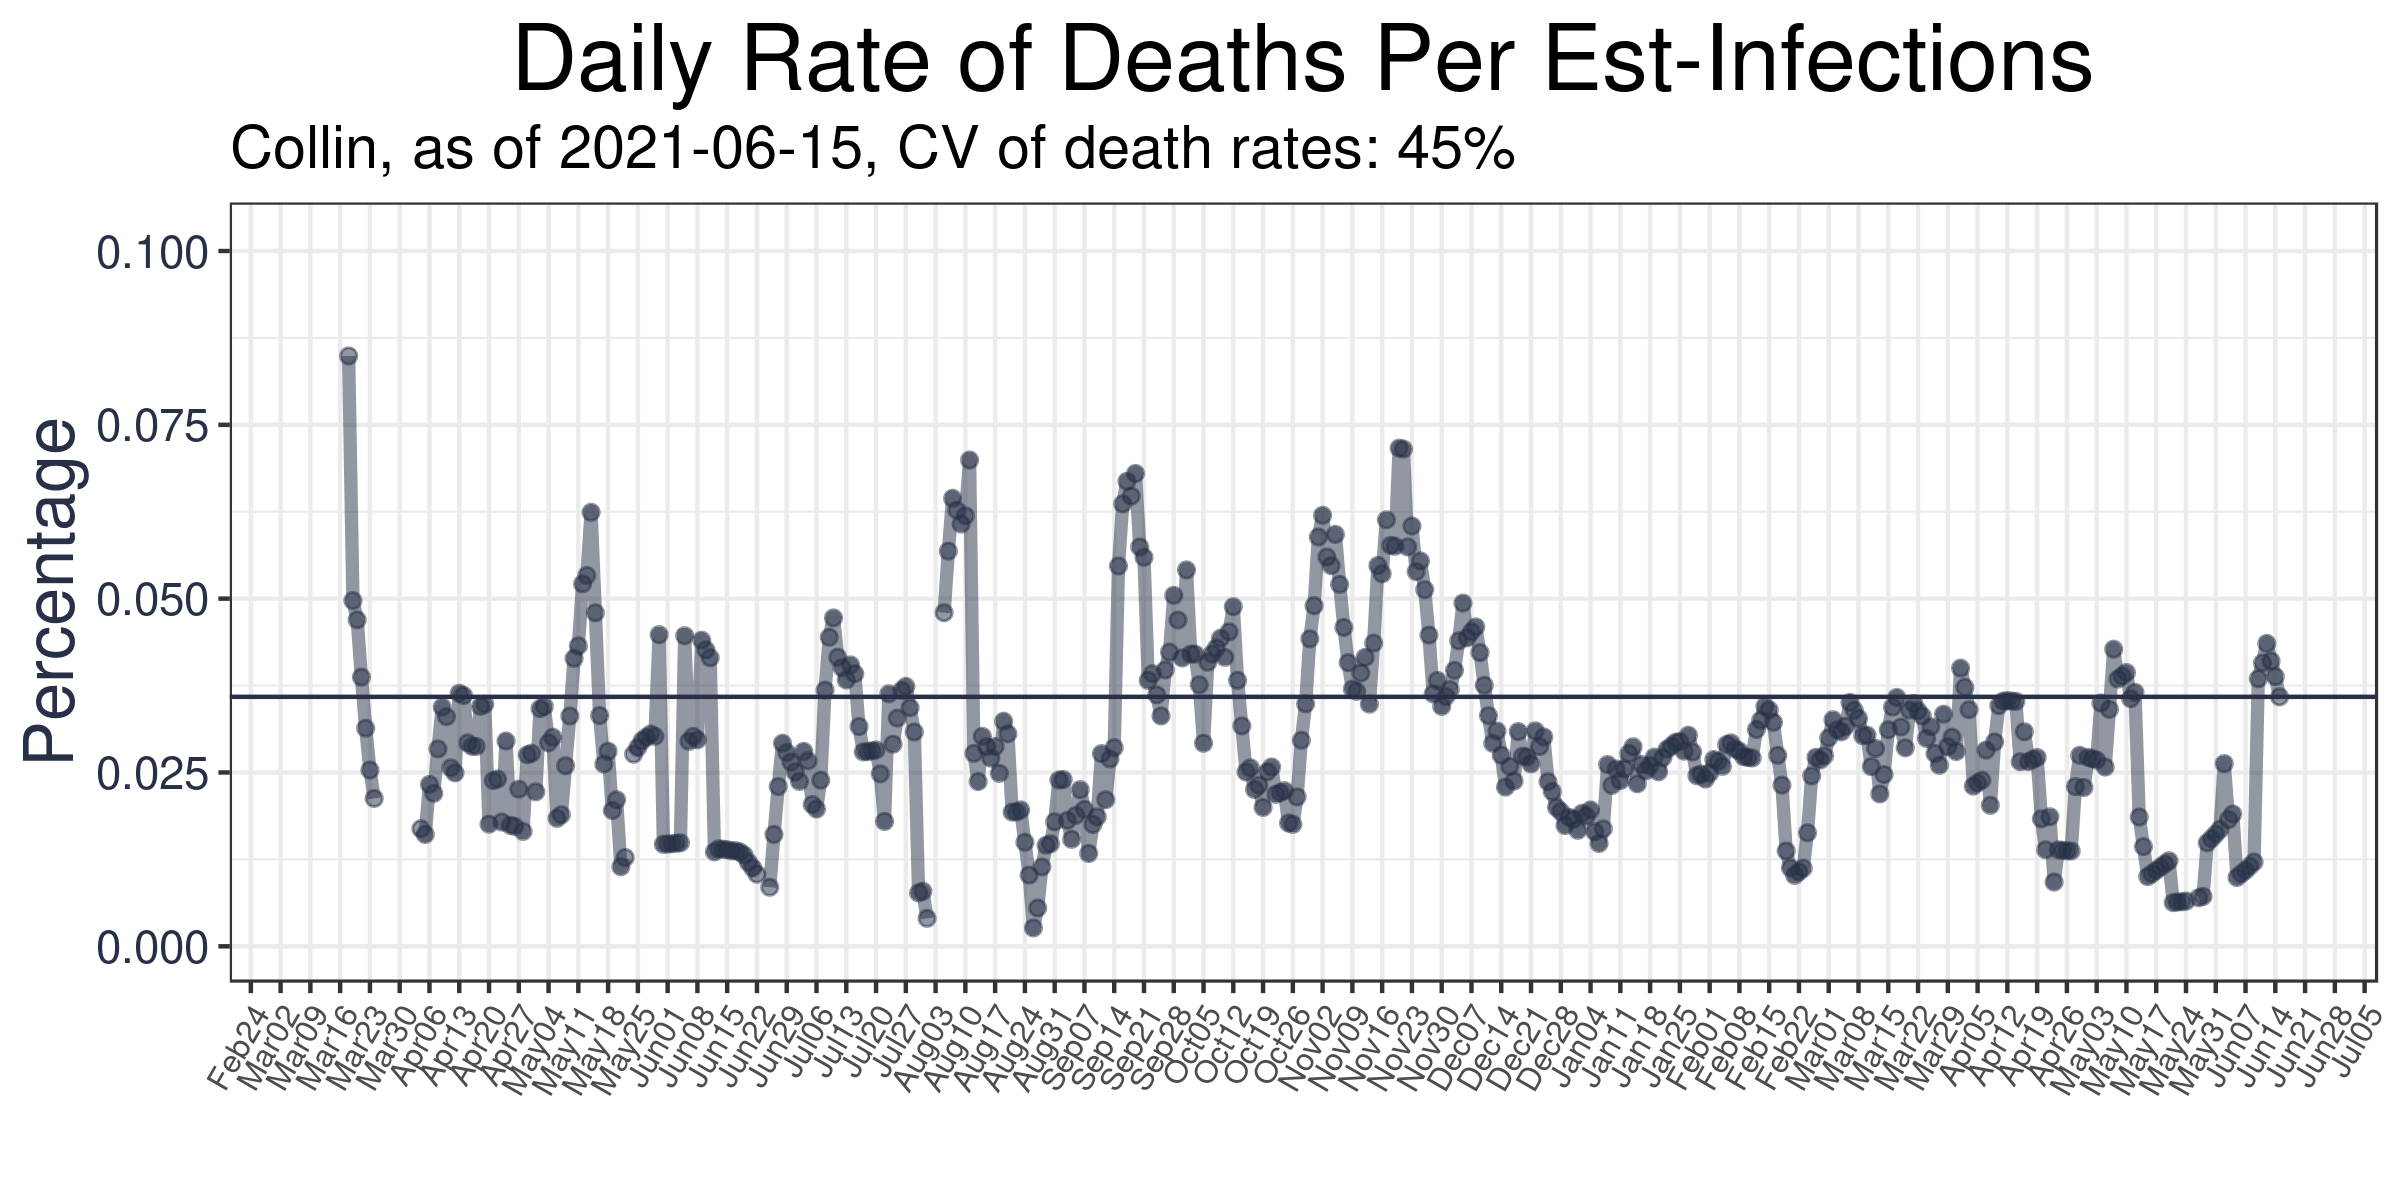 Daily Rate of Deaths Per Est-Infections
Collin, as of 2021-06-15, CV of death rates: 45%
Percentage
0.100
0.075
0.050
0.025
0.000
Feb24
Mar02
Mar09
Mar16
Mar23
Mar30
Apr06
Apr13
Apr20
Apr27
May04
May11
May18
May25
Jun01
Jun08
Jun15
Jun22
Jun29
Jul06
Jul13
Jul20
Jul27
Aug03
Aug10
Aug17
Aug24
Aug31
Sep07
Sep14
Sep21
Sep28
Oct05
Oct12
Oct19
Oct26
Nov02
Nov09
Nov16
Nov23
Nov30
Dec07
Dec14
Dec21
Dec28
Jan04
Jan11
Jan18
Jan25
Feb01
Feb08
Feb15
Feb22
Mar01
Mar08
Mar15
Mar22
Mar29
Apr05
Apr12
Apr19
Apr26
May03
May10
May17
May24
May31
Jun07
Jun14
Jun21
Jun28
Jul05